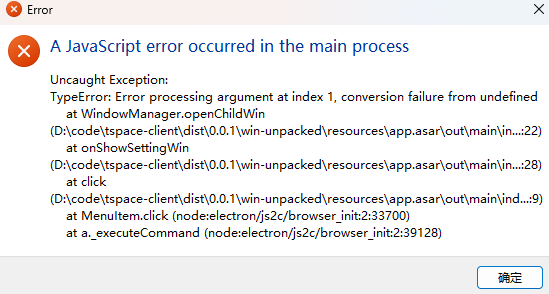 Error
A JavaScript error occurred in the main process
Uncaught Exception:
TypeError: Error processing argument at index 1, conversion failure from undefined
at WindowManager.openChildWin
(D:\code\tspace-client\dist\0.0.1\win-unpacked\resources\app.asar\out\main\in...:22)
at onShowSettingWin
(D:\code\tspace-client\dist\0.0.1\win-unpacked\resources\app.asar\out\main\in...:28)
at click
(D:\code\tspace-client\dist\0.0.1\win-unpacked\resources\app.asar\out\main\ind...:9)
at MenuItem.click (node:electron/js2c/browser_init:2:33700)
at a._executeCommand (node:electron/js2c/browser_init:2:39128)
确定